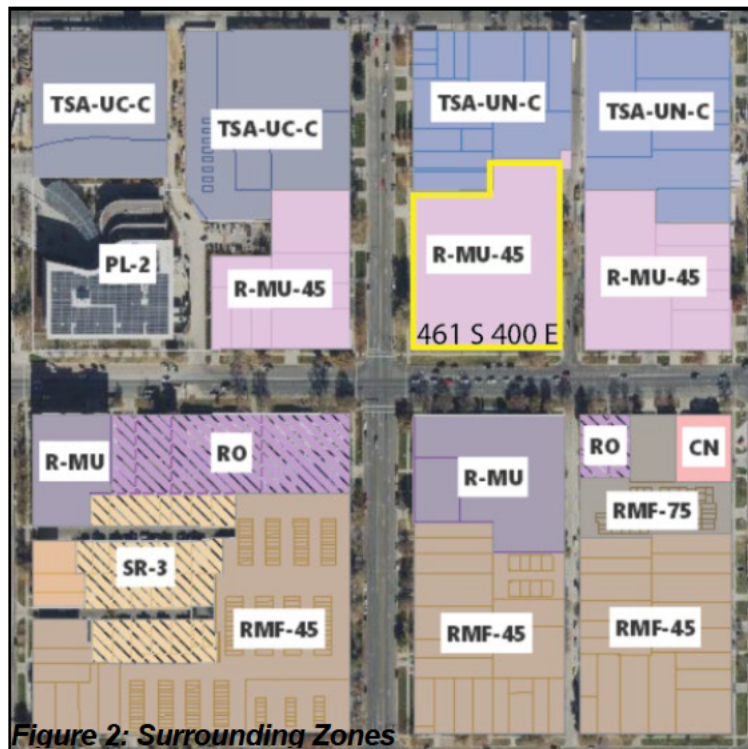 TSA-UC-C
TSA-UC-C
TSA-UN-C
TSA-UN-C
PL-2
R-MU-45
R-MU-45
R-MU-45
461 S 400 E
R-MU
RO
R-MU
RO
CN
RMF-75
SR-3
RMF-45
RMF-45
RMF-45
Figure 2: Surrounding Zones